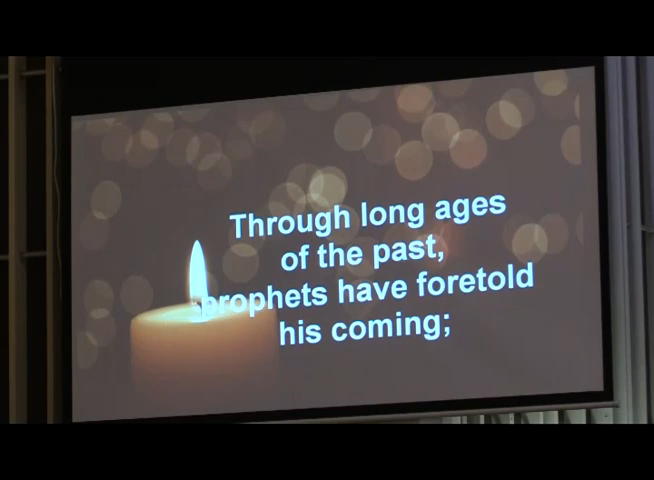 Through long ages
of the past,
prophets have foretold
his coming;